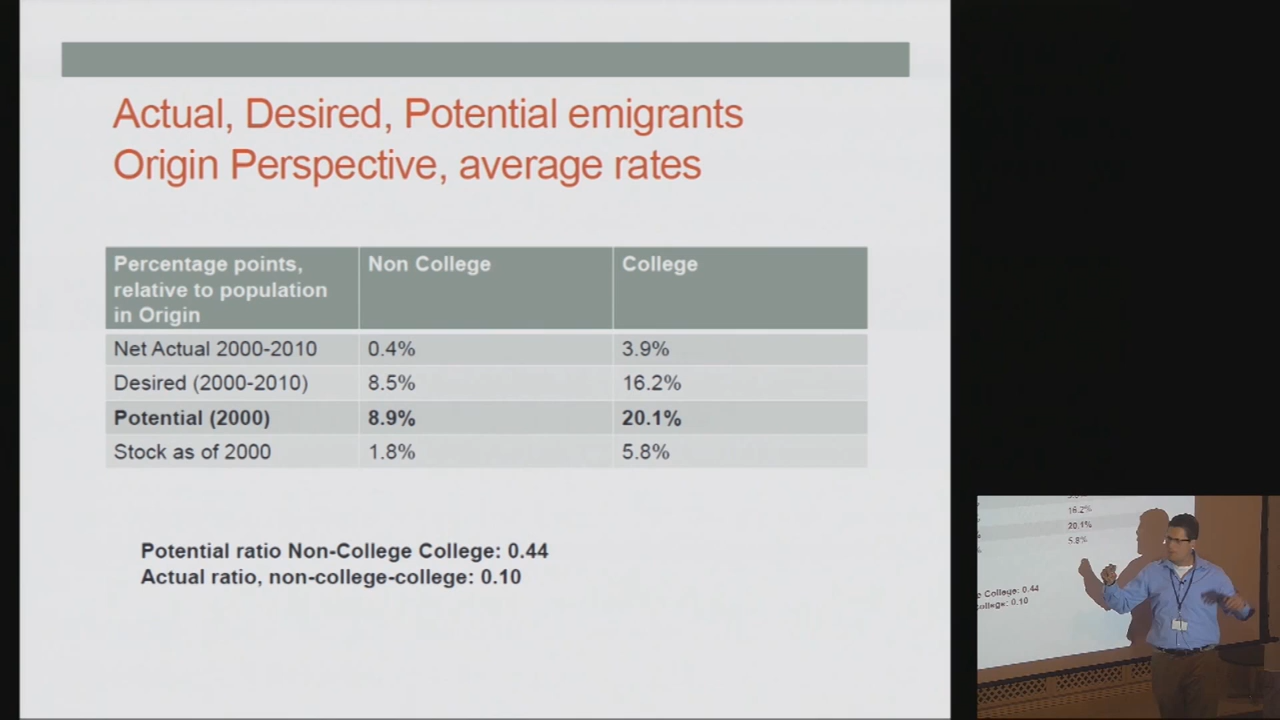 Actual, Desired, Potential emigrants
Origin Perspective, average rates
Percentage points, relative to population in Origin
Non College
College
Net Actual 2000-2010 0.4% 3.9%
Desired (2000-2010) 8.5% 16.2%
Potential (2000) 8.9% 20.1%
Stock as of 2000 1.8% 5.8%
Potential ratio Non-College College: 0.44
Actual ratio, non-college-college: 0.10
16.2%
20.1%
5.8%
College: 0.44
college: 0.10